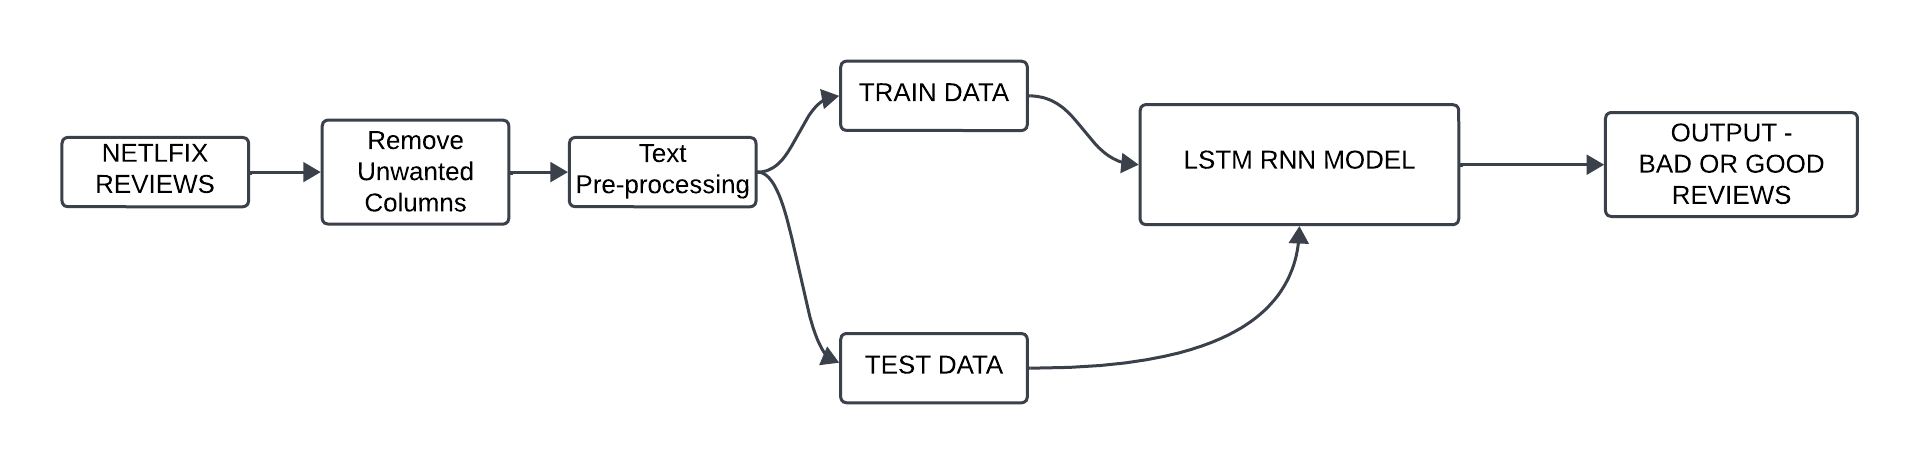 NETLFIX
REVIEWS
Remove
Unwanted
Columns
Text
Pre-processing
TRAIN DATA
TEST DATA
LSTM RNN MODEL
OUTPUT -
BAD OR GOOD
REVIEWS